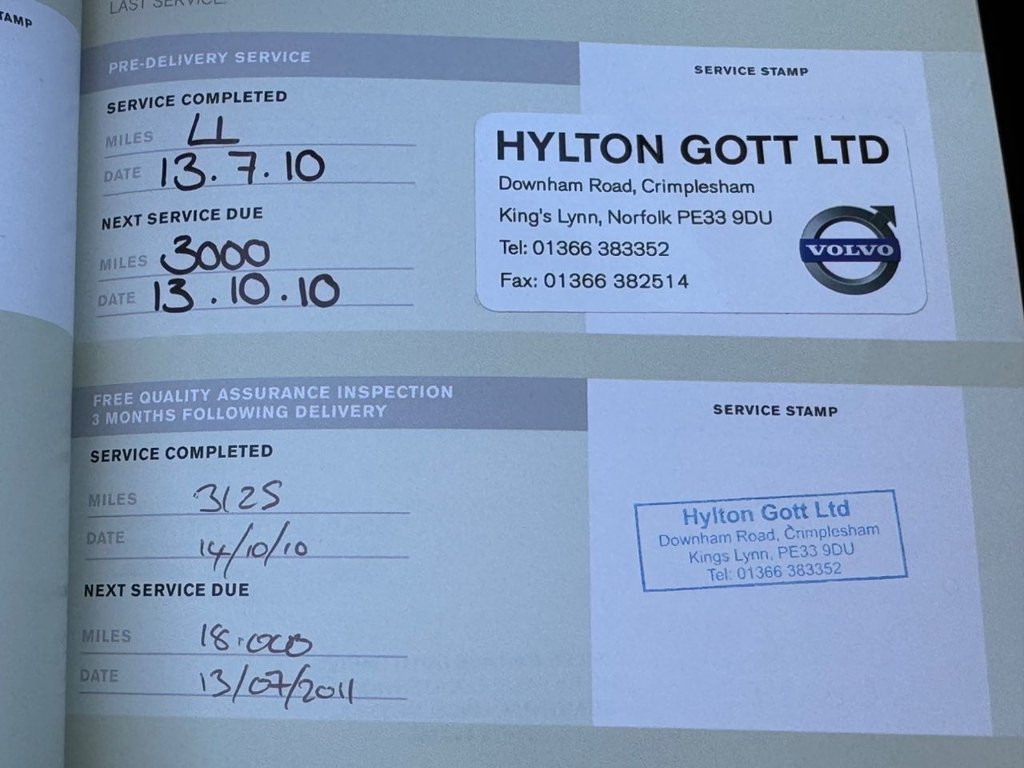 TAMP
LAST SERVICE.
PRE-DELIVERY SERVICE
SERVICE STAMP
SERVICE COMPLETED
MILES
DATE 13.7.10
NEXT SERVICE DUE
MILES 3000
DATE 13.10.10
HYLTON GOTT LTD
Downham Road, Crimplesham
King's Lynn, Norfolk PE33 9DU
Tel: 01366 383352
Fax: 01366 382514
VOLVO
FREE QUALITY ASSURANCE INSPECTION
3 MONTHS FOLLOWING DELIVERY
SERVICE STAMP
SERVICE COMPLETED
MILES 3125
DATE 14/10/10
NEXT SERVICE DUE
MILES 18.000
DATE 13/07/2011
Hylton Gott Ltd
Downham Road, Crimplesham
Kings Lynn, PE33 9DU
Tel: 01366 383352